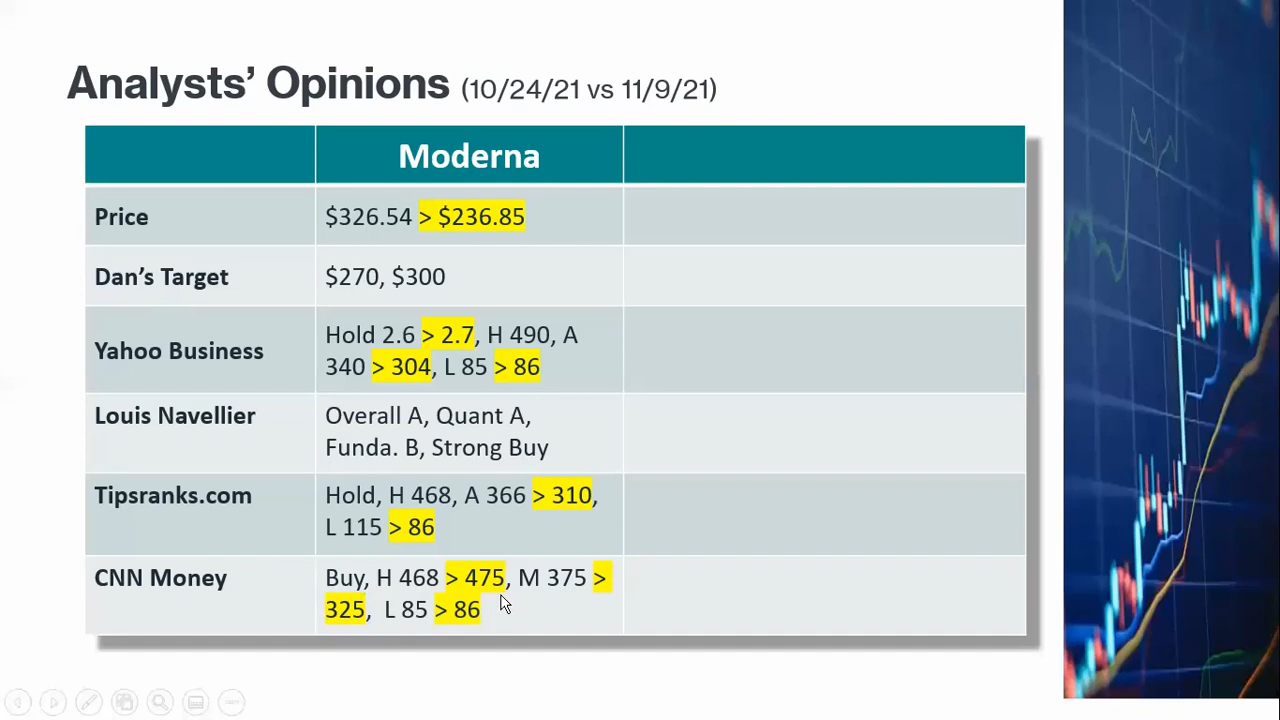 Analysts' Opinions (10/24/21 vs 11/9/21)
Moderna
Price
$326.54 > $236.85
Dan's Target
$270, $300
Yahoo Business
Hold 2.6 > 2.7, H 490, A
340 > 304, L 85 > 86
Louis Navellier
Overall A, Quant A,
Funda. B, Strong Buy
Tipsranks.com
Hold, H 468, A 366 > 310,
L 115 > 86
CNN Money
Buy, H 468 > 475, M 375 >
325, L 85 > 86